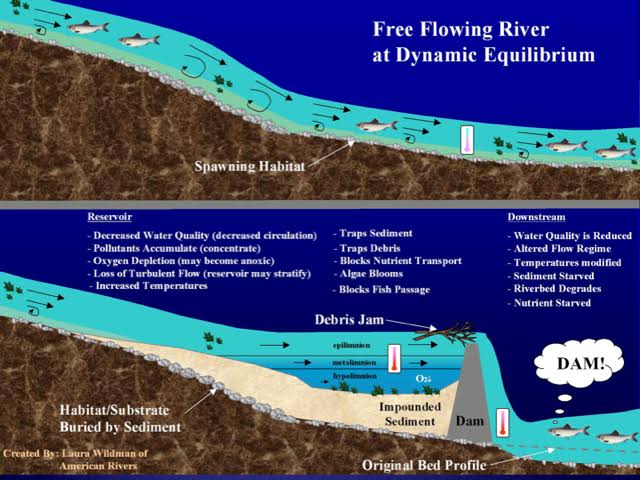 Free Flowing River
at Dynamic Equilibrium
Spawning Habitat
Reservoir
- Decreased Water Quality (decreased circulation)
- Pollutants Accumulate (concentrate)
- Oxygen Depletion (may become anoxic)
- Loss of Turbulent Flow (reservoir may stratify)
- Increased Temperatures
- Traps Sediment
- Traps Debris
- Blocks Nutrient Transport
- Algae Blooms
- Blocks Fish Passage
Downstream
- Water Quality is Reduced
- Altered Flow Regime
- Temperatures modified
- Sediment Starved
- Riverbed Degrades
- Nutrient Starved
Debris Jam
epilimnion
metalimnion
hypolimnion
O2↓
DAM!
Habitat/Substrate
Buried by Sediment
Impounded
Sediment
Dam
Created By: Laura Wildman of
American Rivers
Original Bed Profile